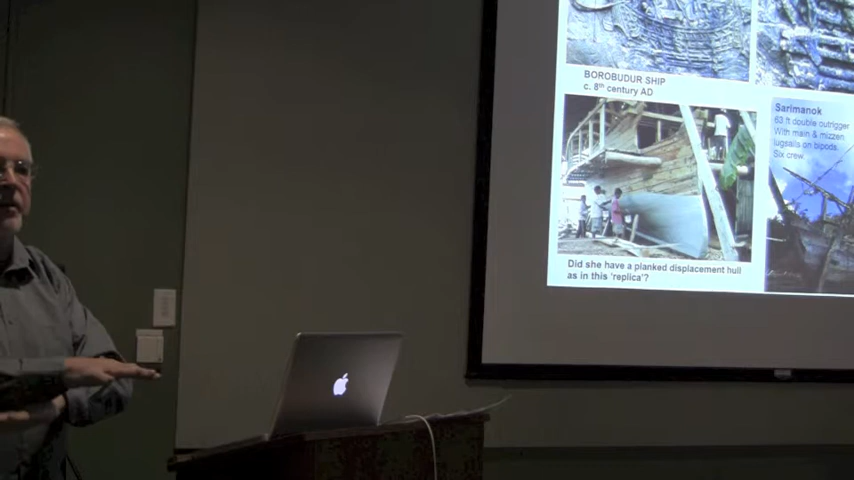 BOROBUDUR SHIP
c. 8th century AD
Sarimanok
63 ft double outrigger
With main & mizzen
lugsails on bipods.
Six crew
Did she have a planked displacement hull
as in this 'replica'?